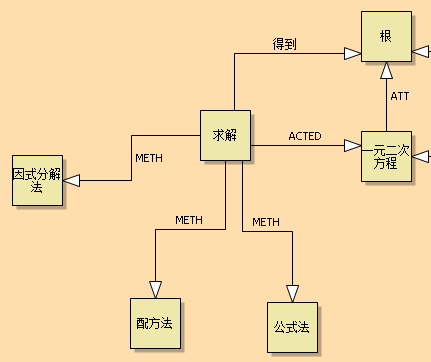 根
得到
ATT
求解
ACTED
一元二次
方程
METH
因式分解
法
METH
METH
配方法
公式法